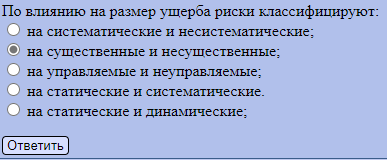 По влиянию на размер ущерба риски классифицируют:
на систематические и несистематические;
на существенные и несущественные;
на управляемые и неуправляемые;
на статические и систематические.
на статические и динамические;
Ответить